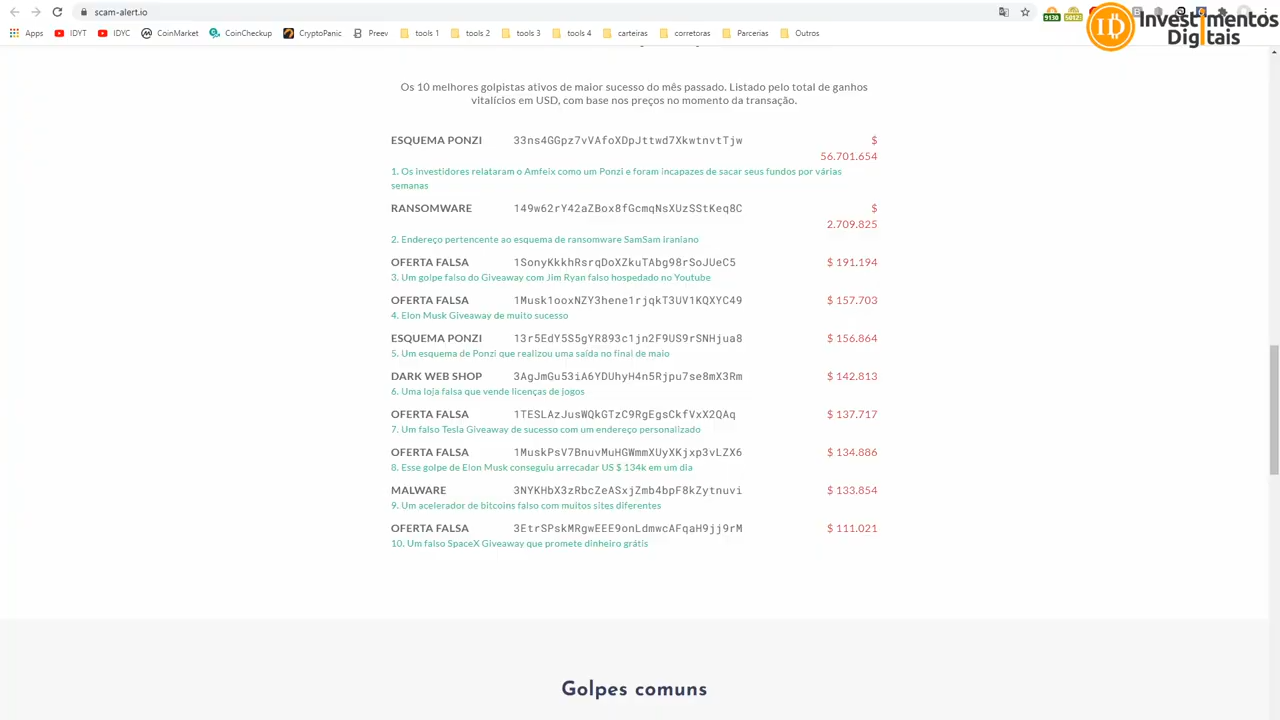 scam-alert.io
9130
50123
Investimentos
Digitais
Apps
IDYT
IDYC
CoinMarket
CoinCheckup
CryptoPanic
Preev
tools 1
tools 2
tools 3
tools 4
carteiras
corretoras
Parcerias
Outros
Os 10 melhores golpistas ativos de maior sucesso do mês passado. Listado pelo total de ganhos
vitalícios em USD, com base nos preços no momento da transação.
ESQUEMA PONZI 33ns4GGpz7vVAfoXDpJttwd7XkwtnvtTjw $
56.701.654
1. Os investidores relataram o Amfeix como um Ponzi e foram incapazes de sacar seus fundos por várias
semanas
RANSOMWARE 149w62rY42aZBox8fGcmqNsXUzSStKeq8C $
2.709.825
2. Endereço pertencente ao esquema de ransomware SamSam iraniano
OFERTA FALSA 1SonyKkkhRsrqDoXZkuTAbg98rSoJUeC5 $ 191.194
3. Um golpe falso do Giveaway com Jim Ryan falso hospedado no Youtube
OFERTA FALSA 1Musk1ooxNZY3hene1rjqkT3UV1KQXYC49 $ 157.703
4. Elon Musk Giveaway de muito sucesso
ESQUEMA PONZI 13r5EdY5S5gYR893c1jn2F9US9rSNHjua8 $ 156.864
5. Um esquema de Ponzi que realizou uma saída no final de maio
DARK WEB SHOP 3AgJmGu53iA6YDUhyH4n5Rjpu7se8mX3Rm $ 142.813
6. Uma loja falsa que vende licenças de jogos
OFERTA FALSA 1TESLAzJusWQkGTzC9RgEgsCkfVxX2QAq $ 137.717
7. Um falso Tesla Giveaway de sucesso com um endereço personalizado
OFERTA FALSA 1MuskPsV7BnuvMuHGWmmXUyXKjxp3vLZX6 $ 134.886
8. Esse golpe de Elon Musk conseguiu arrecadar US $ 134k em um dia
MALWARE 3NYKHbX3zRbcZeASxjZmb4bpF8kZytnuvi $ 133.854
9. Um acelerador de bitcoins falso com muitos sites diferentes
OFERTA FALSA 3EtrSPskMRgwEEE9onLdmwcAFqaH9jj9rM $ 111.021
10. Um falso SpaceX Giveaway que promete dinheiro grátis
Golpes comuns